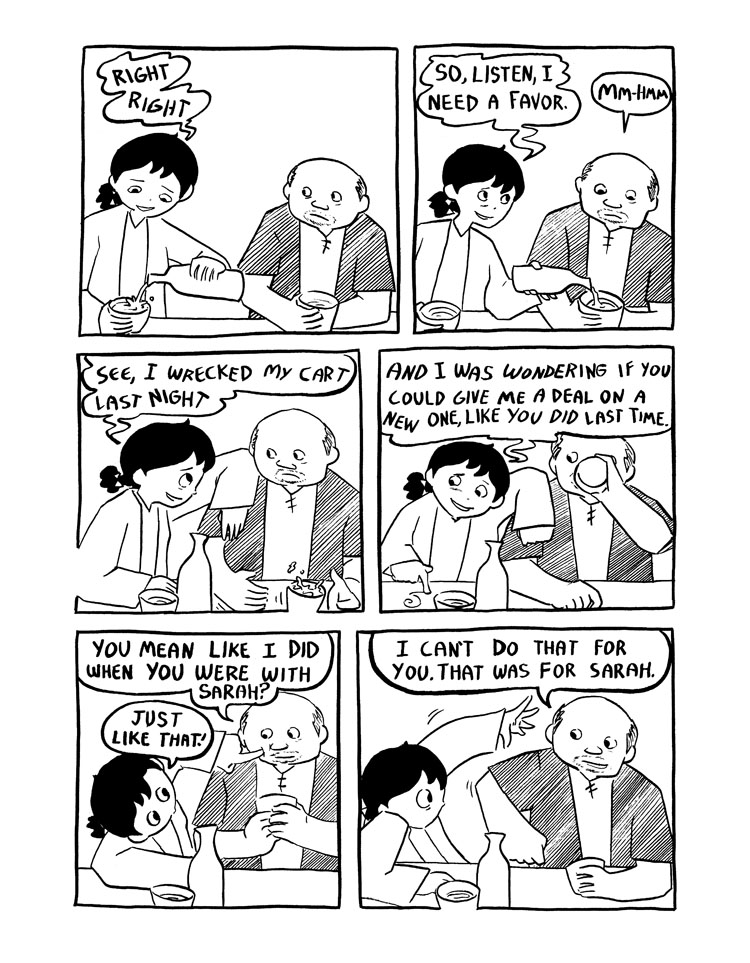 RIGHT
RIGHT
SO, LISTEN, I
NEED A FAVOR.
MM-HMM
SEE, I WRECKED MY CART
LAST NIGHT
AND I WAS WONDERING IF YOU
COULD GIVE ME A DEAL ON A
NEW ONE, LIKE YOU DID LAST TIME.
YOU MEAN LIKE I DID
WHEN YOU WERE WITH
SARAH?
JUST
LIKE THAT!
I CAN'T DO THAT FOR
YOU. THAT WAS FOR SARAH.